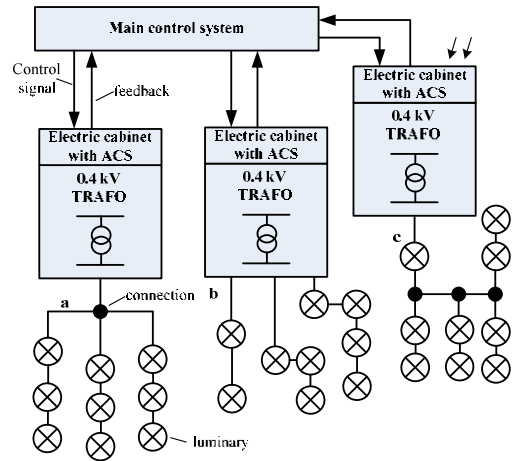 Main control system
Control
signal
feedback
Electric cabinet
with ACS
0.4 kV
TRAFO
Electric cabinet
with ACS
0.4 kV
TRAFO
Electric cabinet
with ACS
0.4 kV
TRAFO
a
connection
b
c
luminary